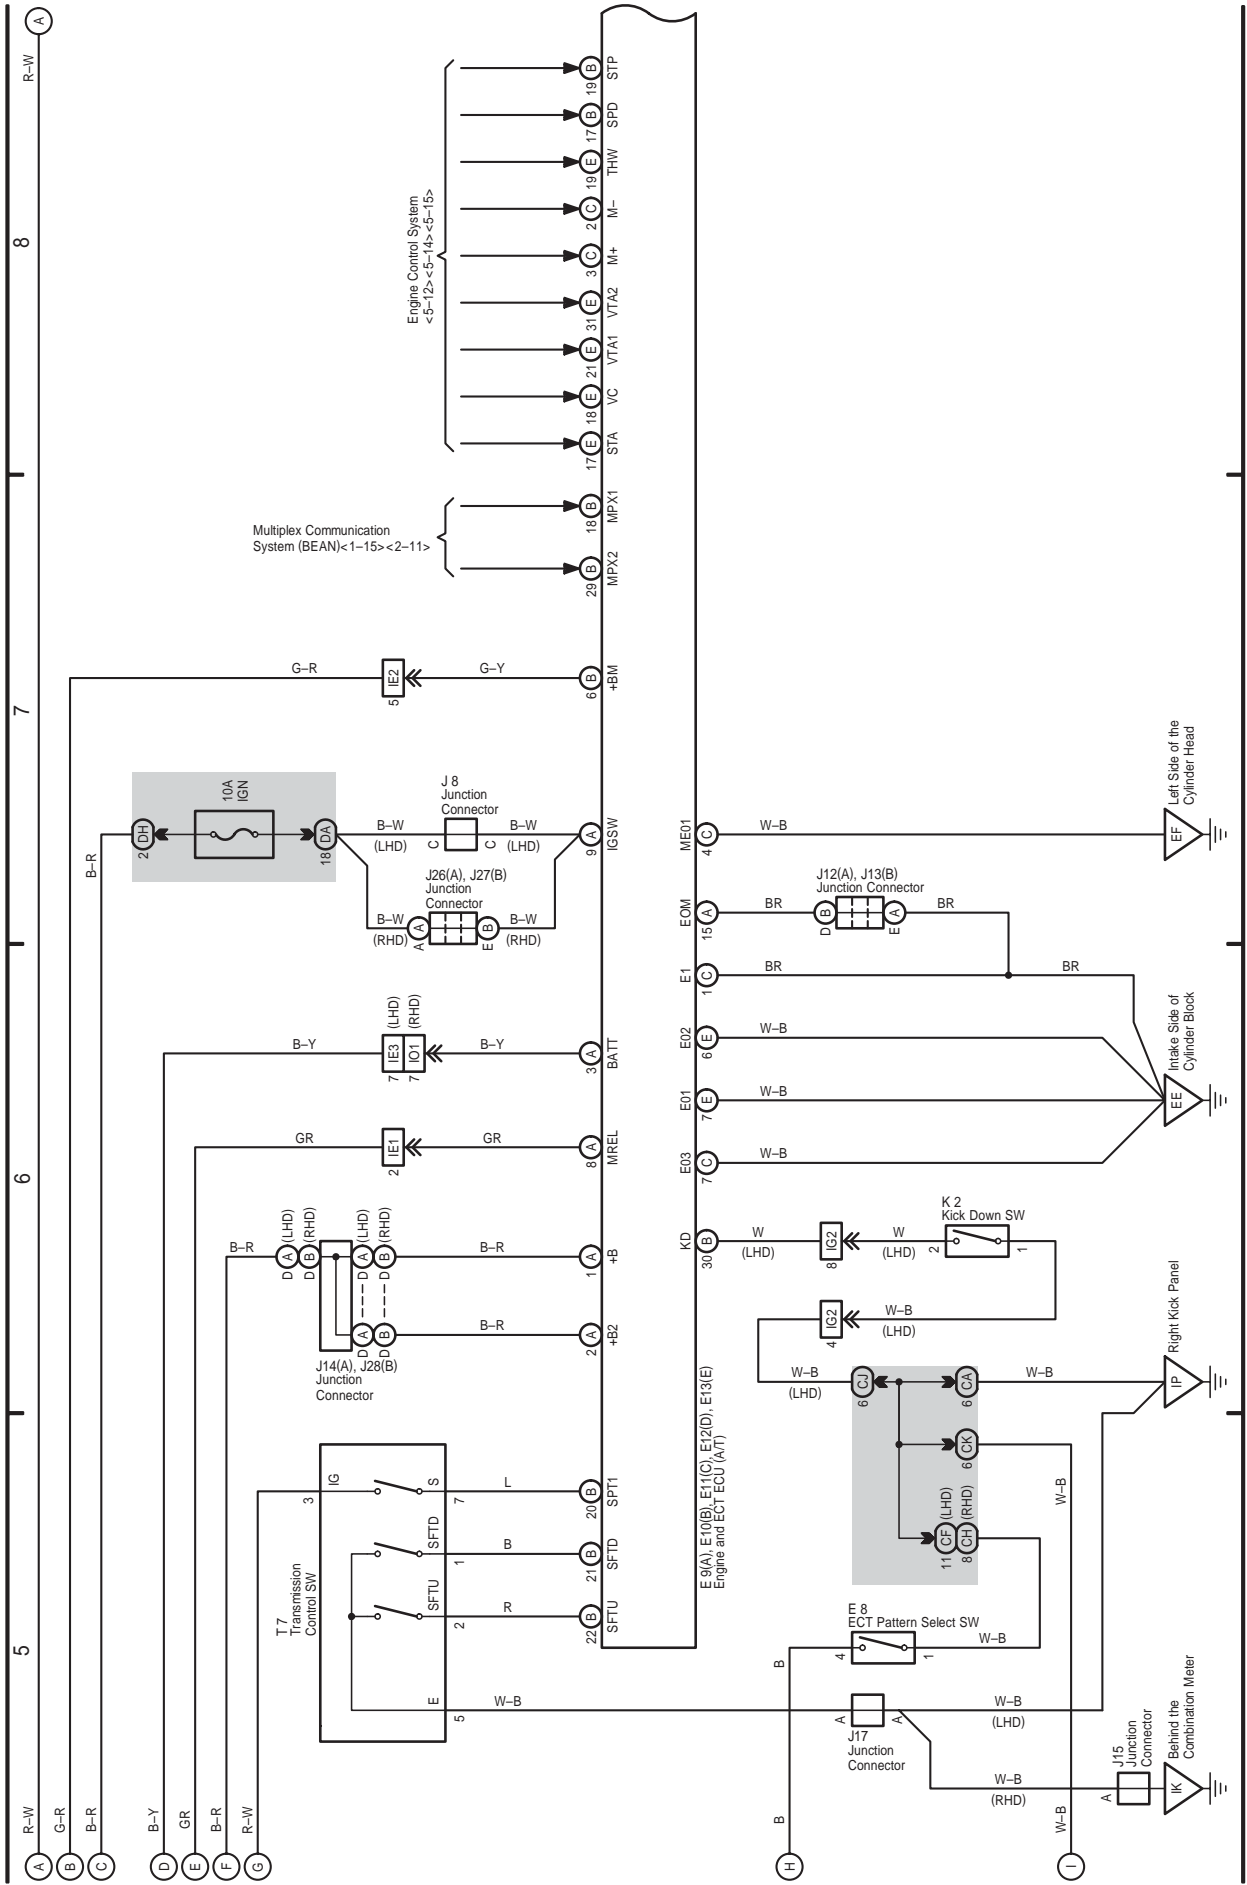 A
R–W
8
Engine Control System
<5–12><5–14><5–15>
19 B STP
17 B SPD
19 E THW
2 C M–
3 C M+
31 E VTA2
21 E VTA1
18 E VC
17 E STA
Multiplex Communication
System (BEAN)<1–15><2–11>
18 B MPX1
29 B MPX2
7
G–R
5 IE2
G–Y
6 B +BM
B–R
2 DH
10A
IGN
18 DA
B–W
(LHD)
J 8
Junction
Connector
C
C
B–W
(LHD)
9 A IGSW
J26(A), J27(B)
Junction
Connector
B–W
(RHD)
A A
E B
B–W
(RHD)
ME01
4 C
W–B
EF
Left Side of the
Cylinder Head
EOM
15 A
BR
J12(A), J13(B)
Junction Connector
D B
E A
BR
E1
1 C
BR
BR
E02
6 E
W–B
E01
7 E
W–B
E03
7 C
W–B
EE
Intake Side of
Cylinder Block
6
B–Y
7 IE3 (LHD)
7 IO1 (RHD)
B–Y
3 A BATT
GR
2 IE1
GR
8 A MREL
B–R
D A (LHD)
D B (RHD)
D A (LHD)
D B (RHD)
B–R
1 A +B
D A
D B
B–R
2 A +B2
J14(A), J28(B)
Junction
Connector
KD
30 B
W
(LHD)
8 IG2
W
(LHD)
K 2
Kick Down SW
2
1
4 IG2
W–B
(LHD)
W–B
(LHD)
6 CJ
6 CA
W–B
IP
Right Kick Panel
6 CK
W–B
11 CF (LHD)
8 CH (RHD)
5
T 7
Transmission
Control SW
3
IG
S
7
L
20 B SPT1
SFTD
1
B
21 B SFTD
SFTU
2
R
22 B SFTU
E
5
W–B
E 9(A), E10(B), E11(C), E12(D), E13(E)
Engine and ECT ECU (A/T)
E 8
ECT Pattern Select SW
4
1
W–B
B
A
A
J17
Junction
Connector
W–B
(LHD)
W–B
(RHD)
J15
Junction
Connector
A
IK
Behind the
Combination Meter
R–W
A
G–R
B
B–R
C
B–Y
D
GR
E
B–R
F
R–W
G
B
H
W–B
I